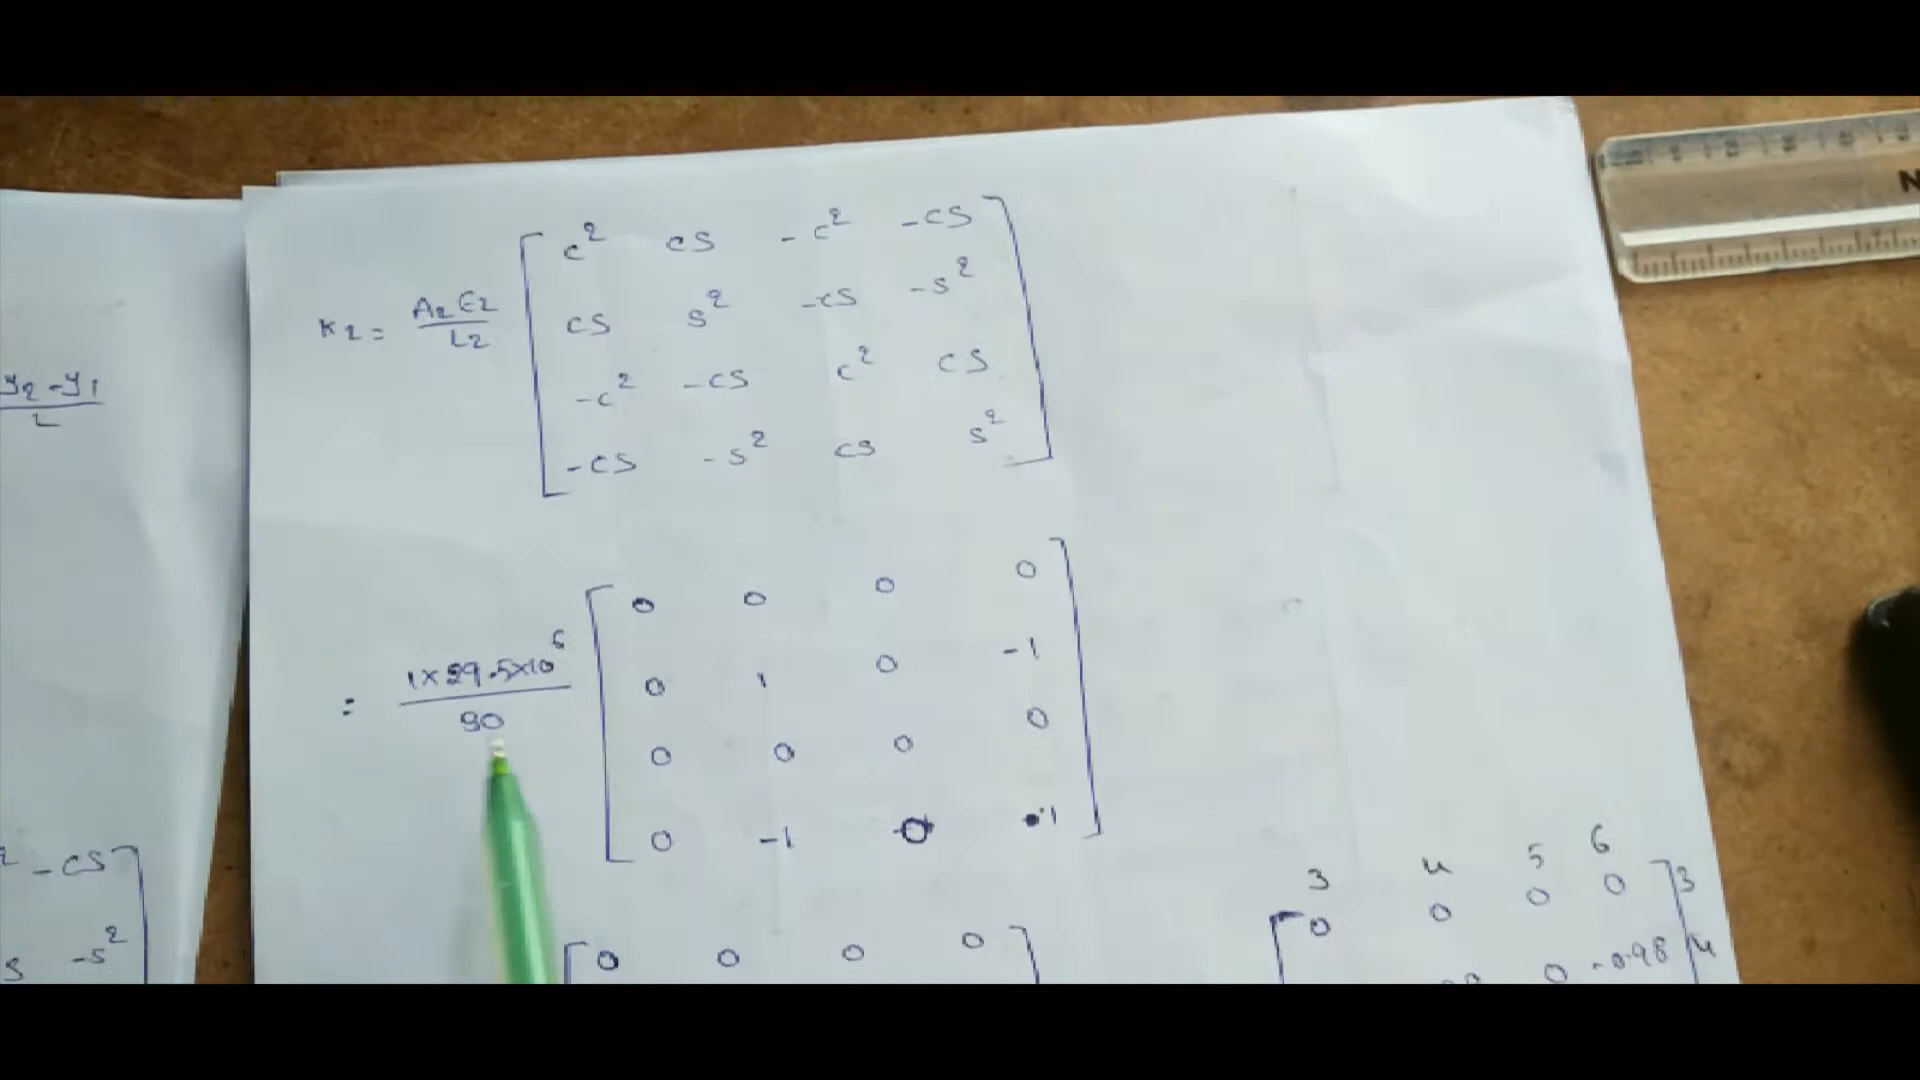 c² cs -c² -cs
K2 = A2E2/L2 cs s² -cs -s²
-c² -cs c² cs
-cs -s² cs s²
y2-y1/L
0 0 0 0
= 1×29.5×10⁶/90 0 1 0 -1
0 0 0 0
0 -1 0 1
-cs
-s²
0 0 0 0
3 4 5 6
0 0 0 0 3
0 -0.98 4
N